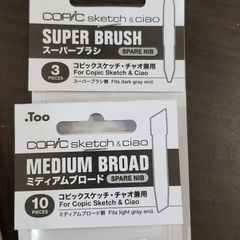 COPIC sketch & ciao
SUPER BRUSH
スーパーブラシ
SPARE NIB
3
PIECES
コピックスケッチ・チャオ兼用
For Copic Sketch & Ciao
スーパーブラシ側 Fits dark gray end.
.Too
COPIC sketch & ciao
MEDIUM BROAD
ミディアムブロード
SPARE NIB
10
PIECES
コピックスケッチ・チャオ兼用
For Copic Sketch & Ciao
ミディアムブロード側 Fits light gray end.